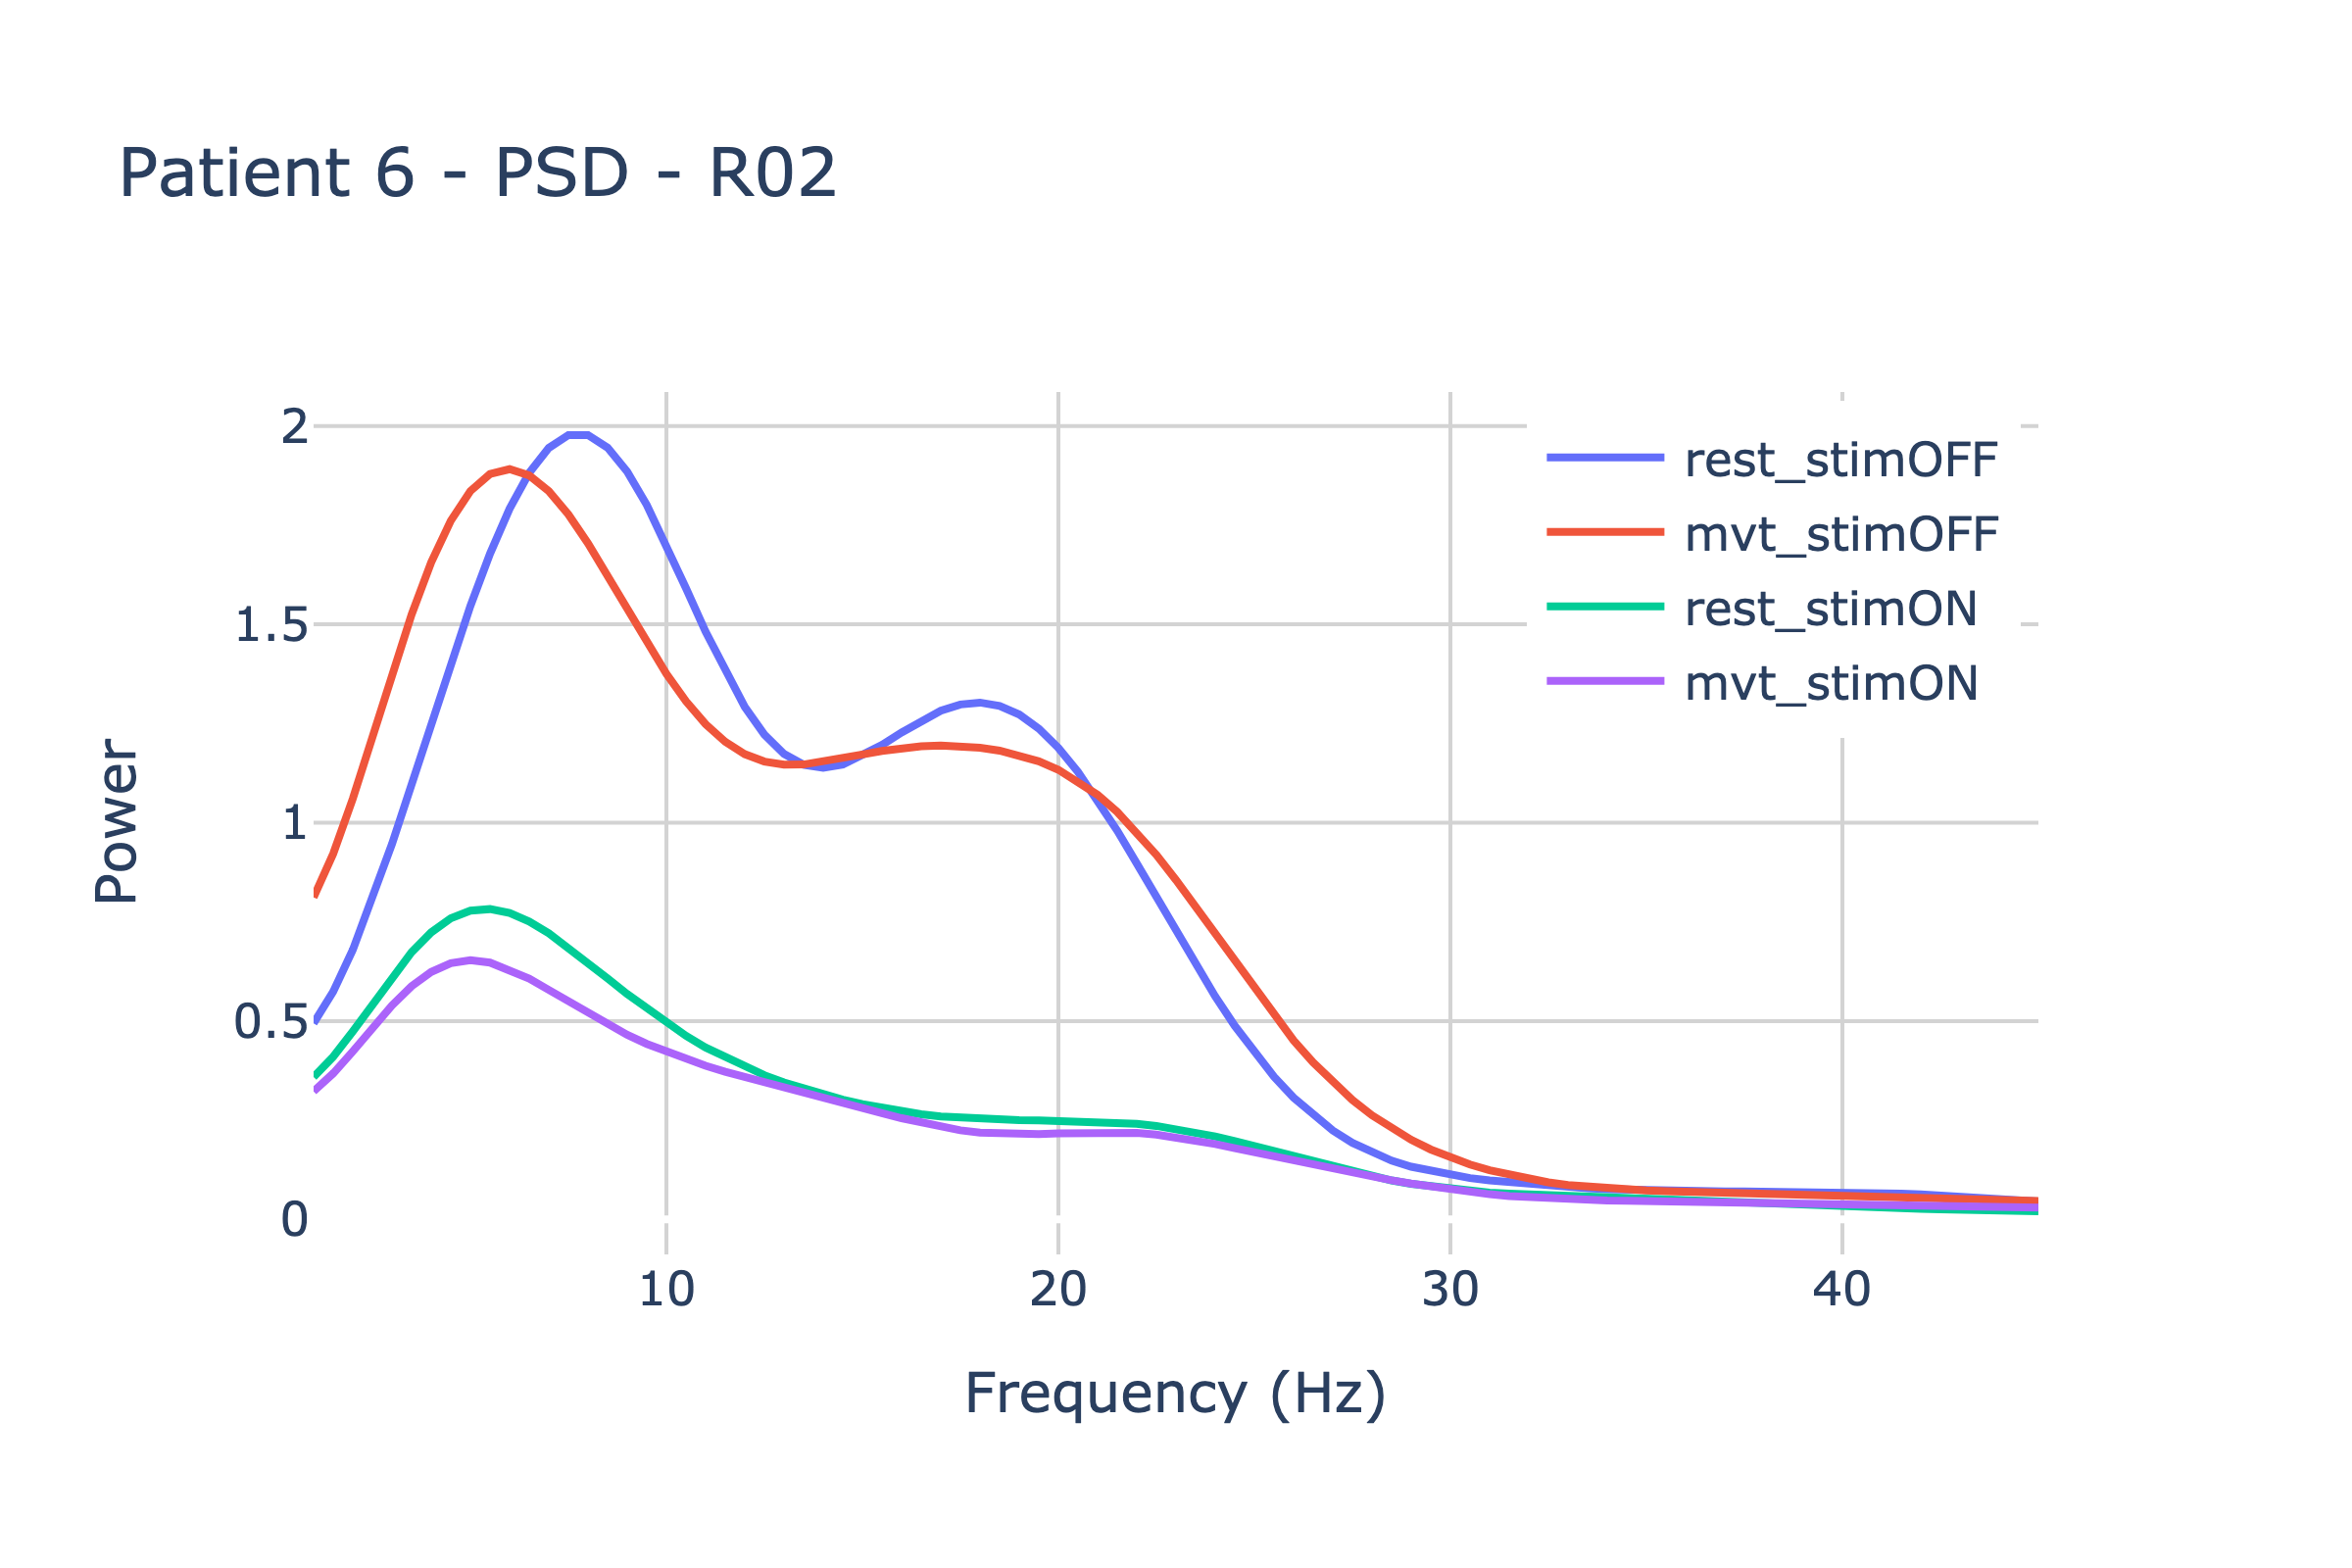 Patient 6 - PSD - R02
2
1.5
1
0.5
0
Power
rest_stimOFF
mvt_stimOFF
rest_stimON
mvt_stimON
10 20 30 40
Frequency (Hz)